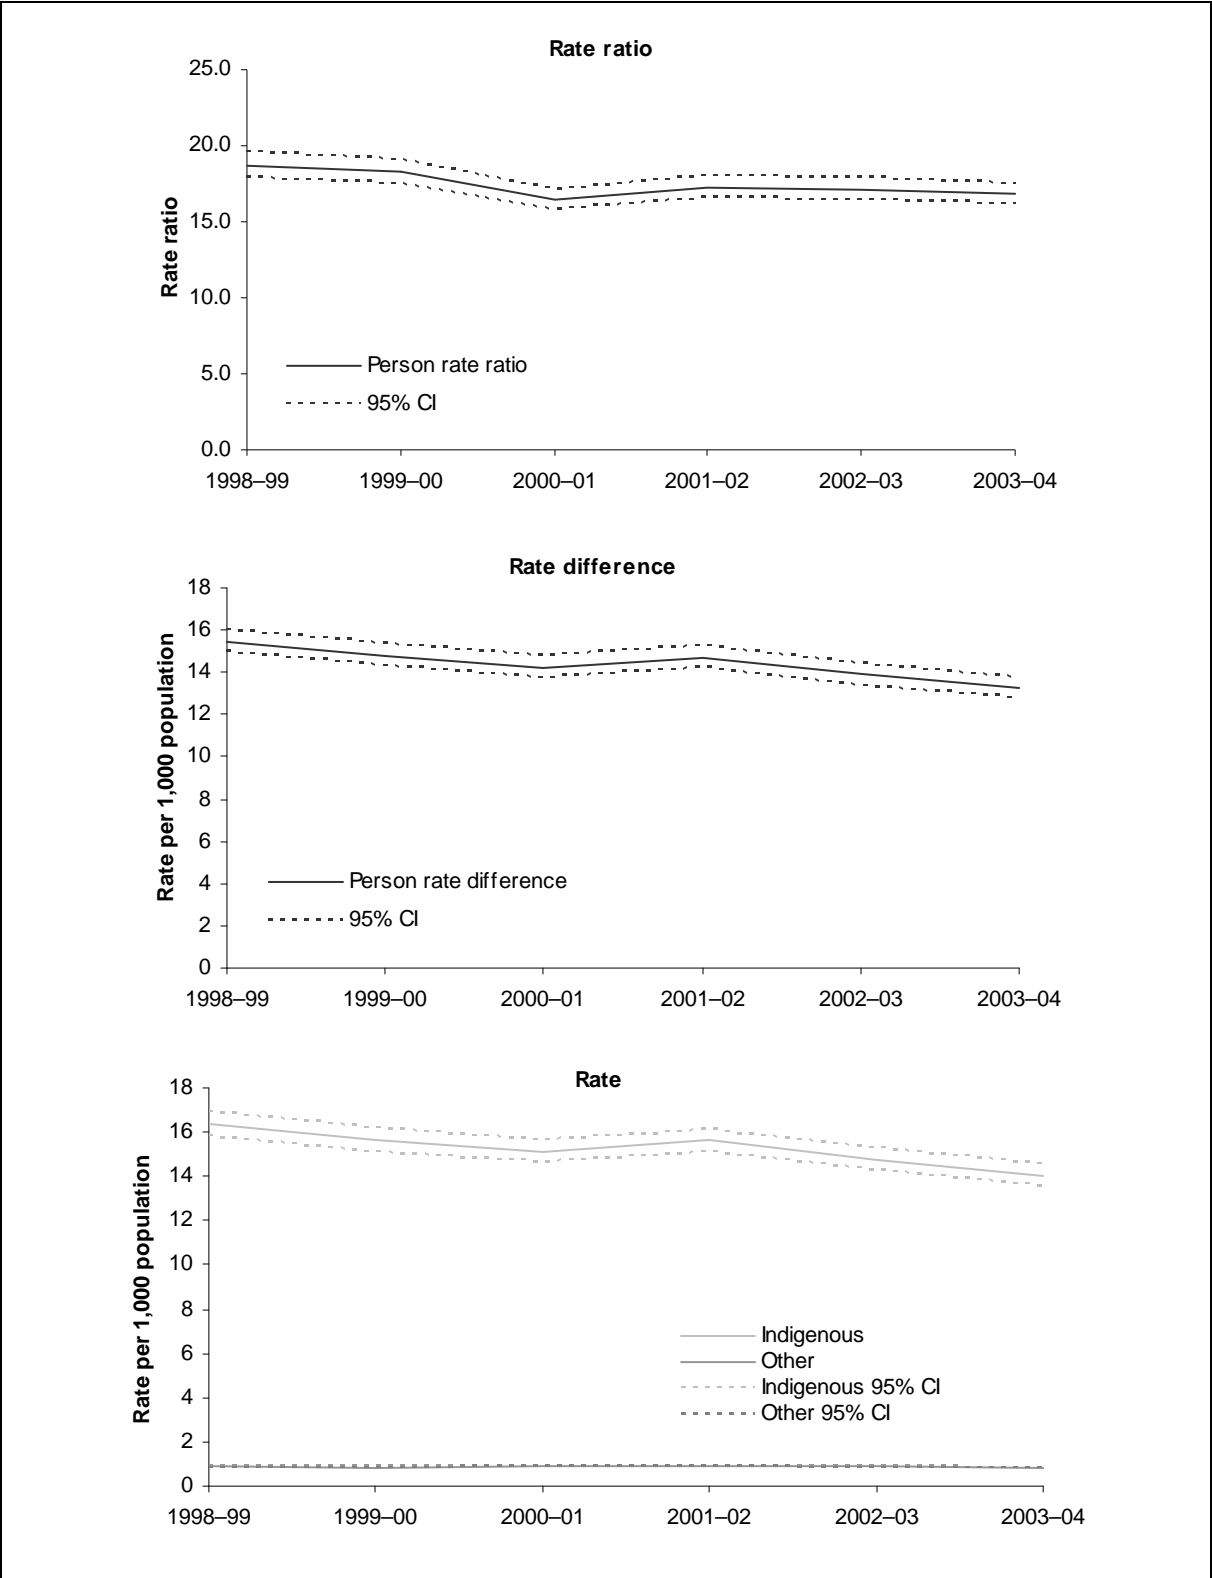 Rate ratio
25.0
20.0
15.0
10.0
5.0
0.0
Rate ratio
Person rate ratio
95% CI
1998–99 1999–00 2000–01 2001–02 2002–03 2003–04
Rate difference
18
16
14
12
10
8
6
4
2
0
Rate per 1,000 population
Person rate difference
95% CI
1998–99 1999–00 2000–01 2001–02 2002–03 2003–04
Rate
18
16
14
12
10
8
6
4
2
0
Rate per 1,000 population
Indigenous
Other
Indigenous 95% CI
Other 95% CI
1998–99 1999–00 2000–01 2001–02 2002–03 2003–04